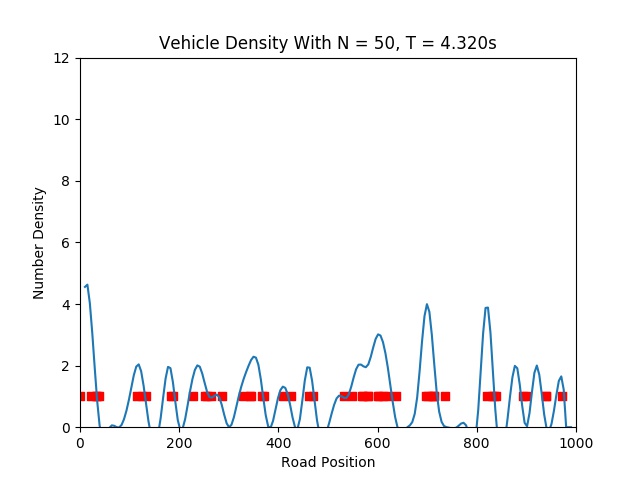 Vehicle Density With N = 50, T = 4.320s
12
10
8
6
4
2
0
Number Density
0 200 400 600 800 1000
Road Position